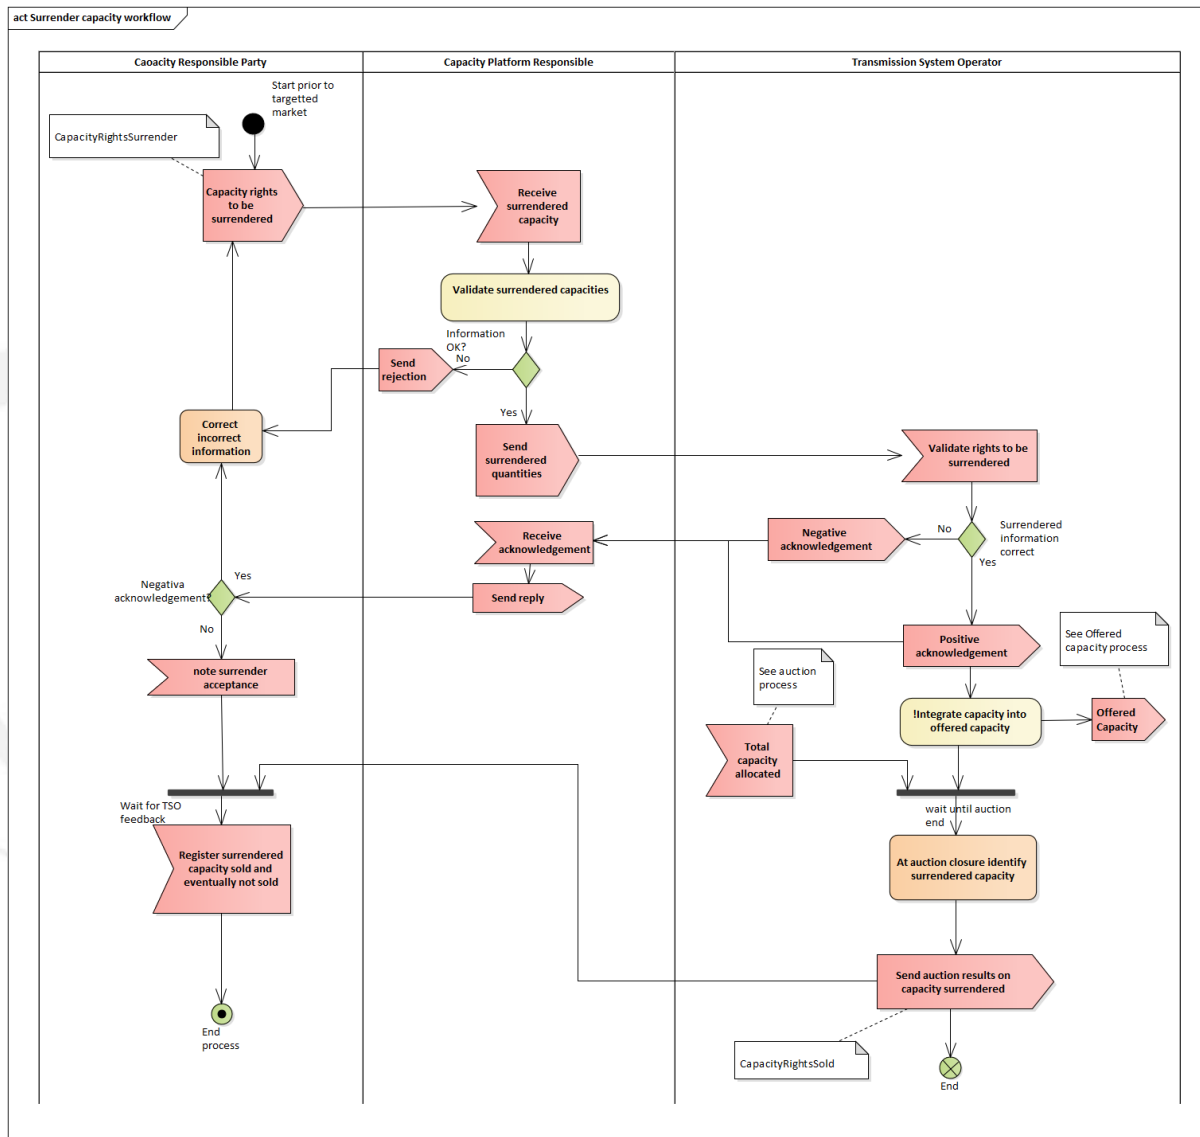 act Surrender capacity workflow
Caoacity Responsible Party
Capacity Platform Responsible
Transmission System Operator
Start prior to
targetted
market
CapacityRightsSurrender
Capacity rights
to be
surrendered
Receive
surrendered
capacity
Validate surrendered capacities
Information
OK?
No
Send
rejection
Yes
Correct
incorrect
information
Send
surrendered
quantities
Validate rights to be
surrendered
Surrendered
information
correct
No
Yes
Negative
acknowledgement
Receive
acknowledgement
Send reply
Negativa
acknowledgement?
Yes
No
note surrender
acceptance
Positive
acknowledgement
See Offered
capacity process
See auction
process
!Integrate capacity into
offered capacity
Offered
Capacity
Total
capacity
allocated
Wait for TSO
feedback
wait until auction
end
Register surrendered
capacity sold and
eventually not sold
At auction closure identify
surrendered capacity
Send auction results on
capacity surrendered
End
process
CapacityRightsSold
End